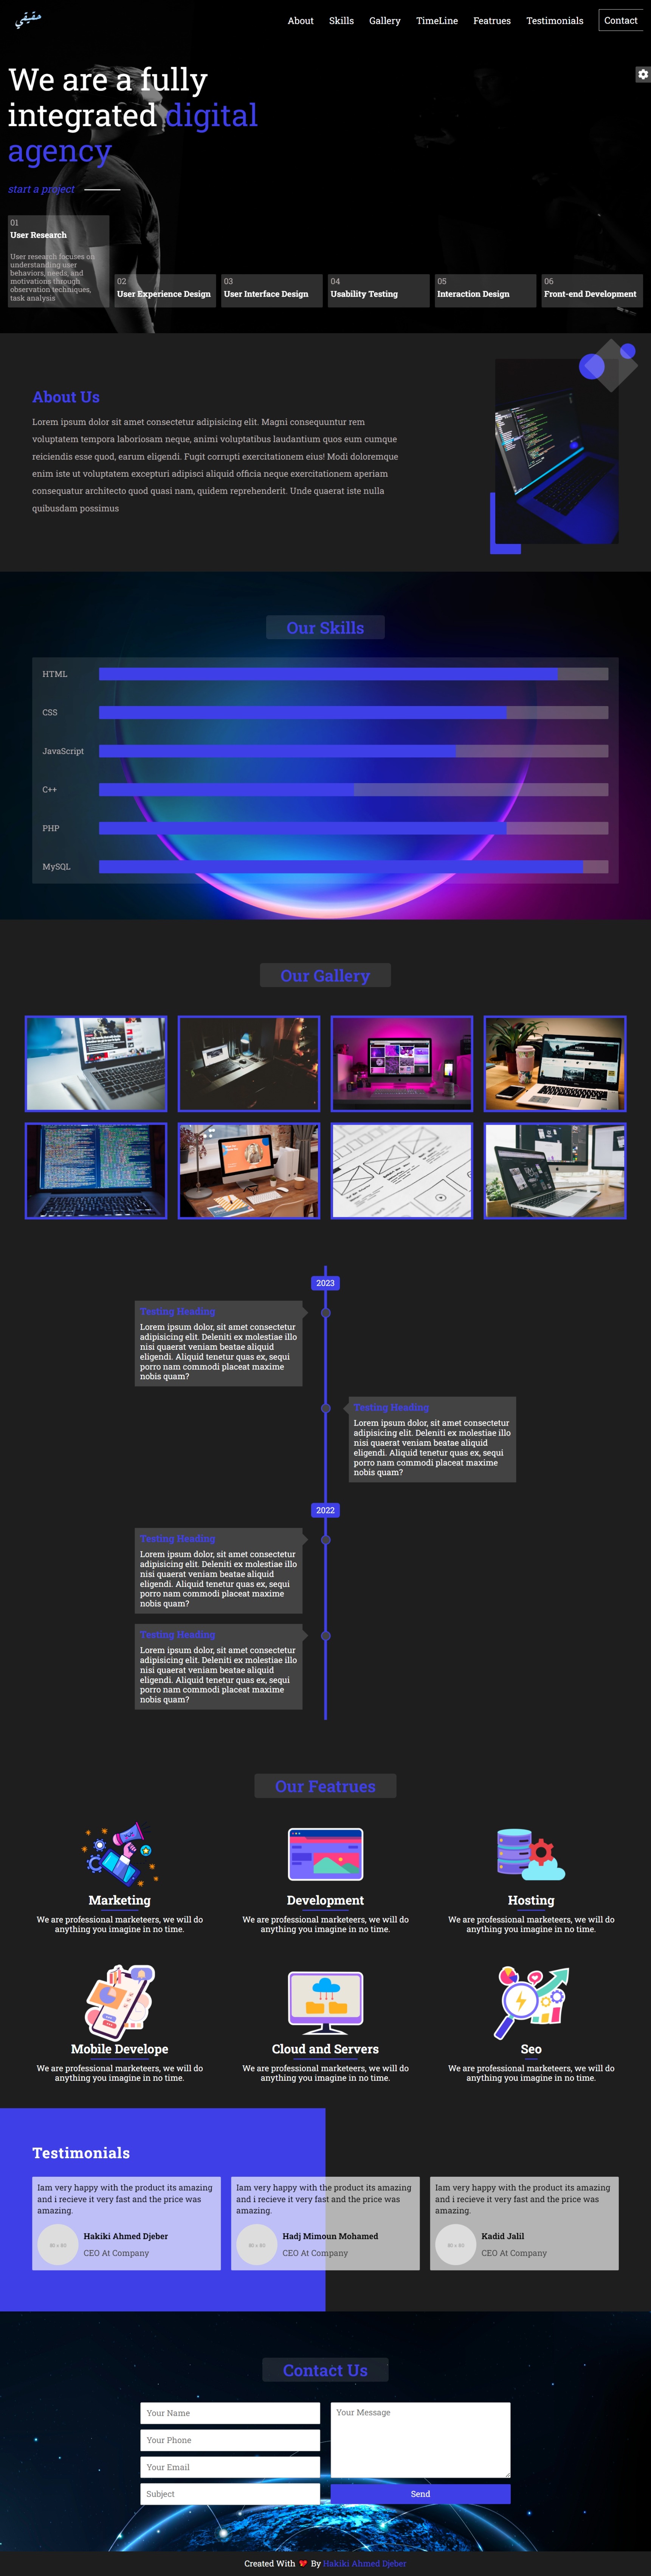 حقيقي
About Skills Gallery TimeLine Featrues Testimonials Contact
We are a fully
integrated digital
agency
start a project
01
User Research
User research focuses on
understanding user
behaviors, needs, and
motivations through
observation techniques,
task analysis
02
User Experience Design
03
User Interface Design
04
Usability Testing
05
Interaction Design
06
Front-end Development
About Us
Lorem ipsum dolor sit amet consectetur adipisicing elit. Magni consequuntur rem
voluptatem tempora laboriosam neque, animi voluptatibus laudantium quos eum cumque
reiciendis esse quod, earum eligendi. Fugit corrupti exercitationem eius! Modi doloremque
enim iste ut voluptatem excepturi adipisci aliquid officia neque exercitationem aperiam
consequatur architecto quod quasi nam, quidem reprehenderit. Unde quaerat iste nulla
quibusdam possimus
Our Skills
HTML
CSS
JavaScript
C++
PHP
MySQL
Our Gallery
2023
Testing Heading
Lorem ipsum dolor, sit amet consectetur
adipisicing elit. Deleniti ex molestiae illo
nisi quaerat veniam beatae aliquid
eligendi. Aliquid tenetur quas ex, sequi
porro nam commodi placeat maxime
nobis quam?
Testing Heading
Lorem ipsum dolor, sit amet consectetur
adipisicing elit. Deleniti ex molestiae illo
nisi quaerat veniam beatae aliquid
eligendi. Aliquid tenetur quas ex, sequi
porro nam commodi placeat maxime
nobis quam?
2022
Testing Heading
Lorem ipsum dolor, sit amet consectetur
adipisicing elit. Deleniti ex molestiae illo
nisi quaerat veniam beatae aliquid
eligendi. Aliquid tenetur quas ex, sequi
porro nam commodi placeat maxime
nobis quam?
Testing Heading
Lorem ipsum dolor, sit amet consectetur
adipisicing elit. Deleniti ex molestiae illo
nisi quaerat veniam beatae aliquid
eligendi. Aliquid tenetur quas ex, sequi
porro nam commodi placeat maxime
nobis quam?
Our Featrues
Marketing
We are professional marketeers, we will do
anything you imagine in no time.
Development
We are professional marketeers, we will do
anything you imagine in no time.
Hosting
We are professional marketeers, we will do
anything you imagine in no time.
Mobile Develope
We are professional marketeers, we will do
anything you imagine in no time.
Cloud and Servers
We are professional marketeers, we will do
anything you imagine in no time.
Seo
We are professional marketeers, we will do
anything you imagine in no time.
Testimonials
Iam very happy with the product its amazing
and i recieve it very fast and the price was
amazing.
80 x 80
Hakiki Ahmed Djeber
CEO At Company
Iam very happy with the product its amazing
and i recieve it very fast and the price was
amazing.
80 x 80
Hadj Mimoun Mohamed
CEO At Company
Iam very happy with the product its amazing
and i recieve it very fast and the price was
amazing.
80 x 80
Kadid Jalil
CEO At Company
Contact Us
Your Name
Your Phone
Your Email
Subject
Your Message
Send
Created With ❤ By Hakiki Ahmed Djeber